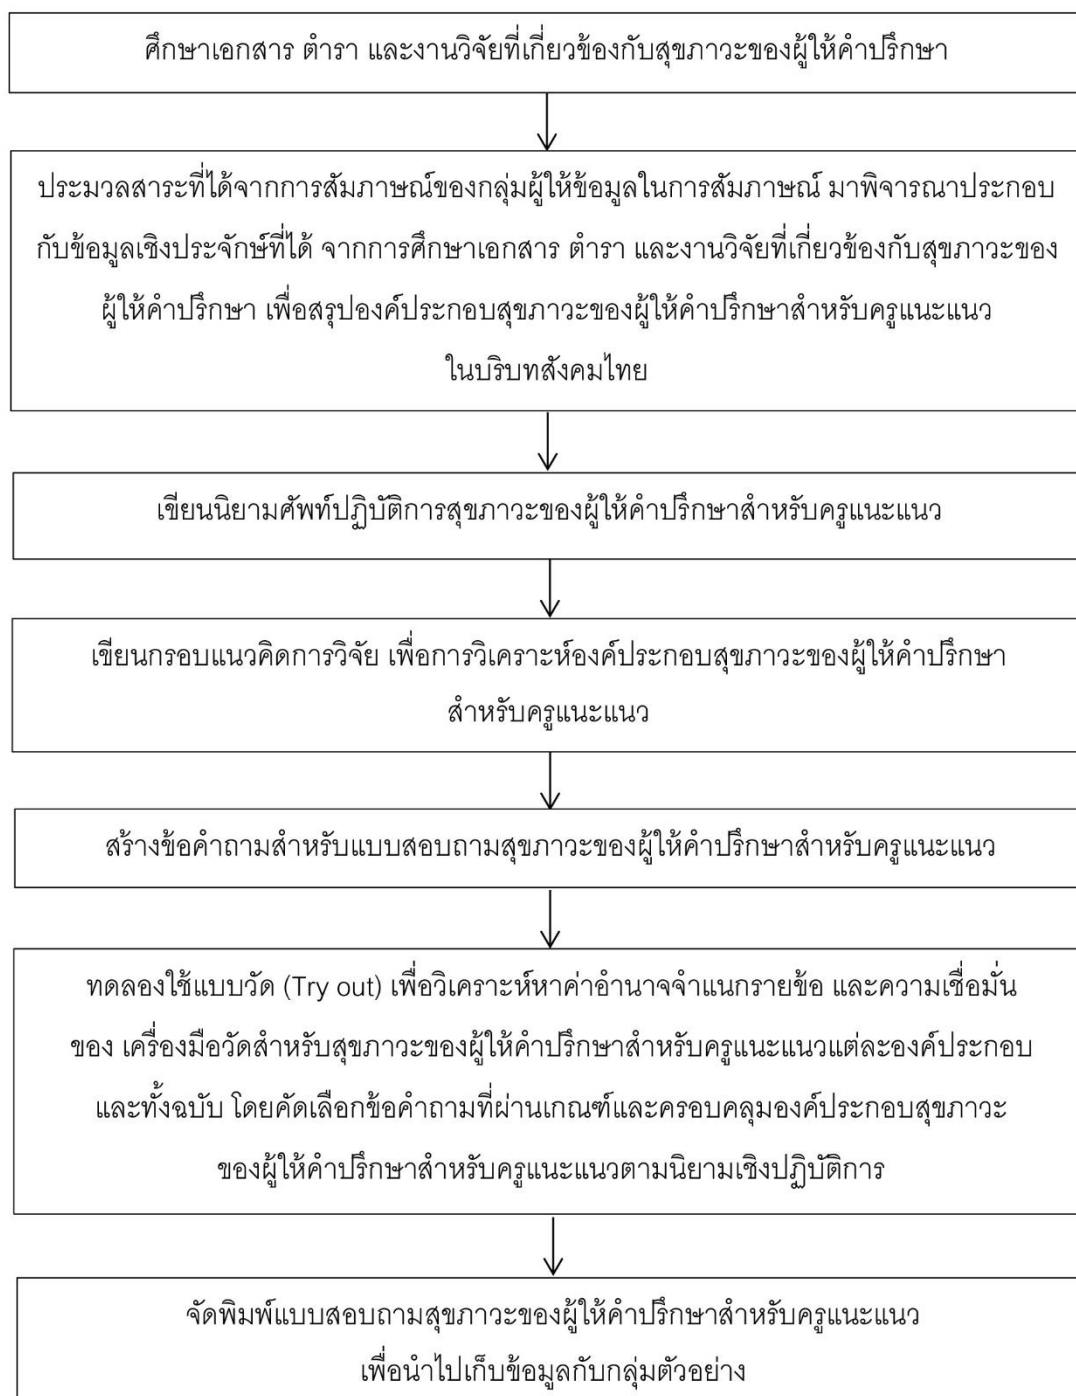 ศึกษาเอกสาร ตำรา และงานวิจัยที่เกี่ยวข้องกับสุขภาวะของผู้ให้คำปรึกษา
ประมวลสาระที่ได้จากการสัมภาษณ์ของกลุ่มผู้ให้ข้อมูลในการสัมภาษณ์ มาพิจารณาประกอบ
กับข้อมูลเชิงประจักษ์ที่ได้ จากการศึกษาเอกสาร ตำรา และงานวิจัยที่เกี่ยวข้องกับสุขภาวะของ
ผู้ให้คำปรึกษา เพื่อสรุปองค์ประกอบสุขภาวะของผู้ให้คำปรึกษาสำหรับครูแนะแนว
ในบริบทสังคมไทย
เขียนนิยามศัพท์ปฏิบัติการสุขภาวะของผู้ให้คำปรึกษาสำหรับครูแนะแนว
เขียนกรอบแนวคิดการวิจัย เพื่อการวิเคราะห์องค์ประกอบสุขภาวะของผู้ให้คำปรึกษา
สำหรับครูแนะแนว
สร้างข้อคำถามสำหรับแบบสอบถามสุขภาวะของผู้ให้คำปรึกษาสำหรับครูแนะแนว
ทดลองใช้แบบวัด (Try out) เพื่อวิเคราะห์หาค่าอำนาจจำแนกรายข้อ และความเชื่อมั่น
ของ เครื่องมือวัดสำหรับสุขภาวะของผู้ให้คำปรึกษาสำหรับครูแนะแนวแต่ละองค์ประกอบ
และทั้งฉบับ โดยคัดเลือกข้อคำถามที่ผ่านเกณฑ์และครอบคลุมองค์ประกอบสุขภาวะ
ของผู้ให้คำปรึกษาสำหรับครูแนะแนวตามนิยามเชิงปฏิบัติการ
จัดพิมพ์แบบสอบถามสุขภาวะของผู้ให้คำปรึกษาสำหรับครูแนะแนว
เพื่อนำไปเก็บข้อมูลกับกลุ่มตัวอย่าง